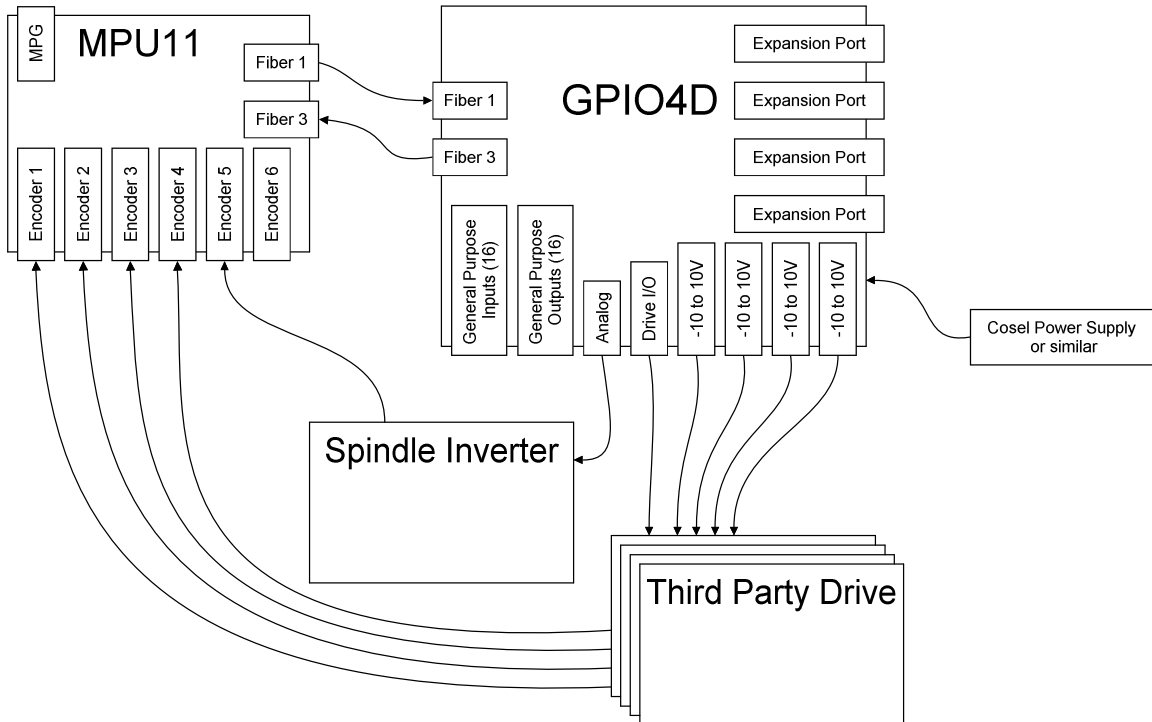 MPG
MPU11
Fiber 1
Fiber 3
Encoder 1
Encoder 2
Encoder 3
Encoder 4
Encoder 5
Encoder 6
Fiber 1
Fiber 3
GPIO4D
Expansion Port
Expansion Port
Expansion Port
Expansion Port
General Purpose
Inputs (16)
General Purpose
Outputs (16)
Analog
Drive I/O
-10 to 10V
-10 to 10V
-10 to 10V
-10 to 10V
Cosel Power Supply
or similar
Spindle Inverter
Third Party Drive